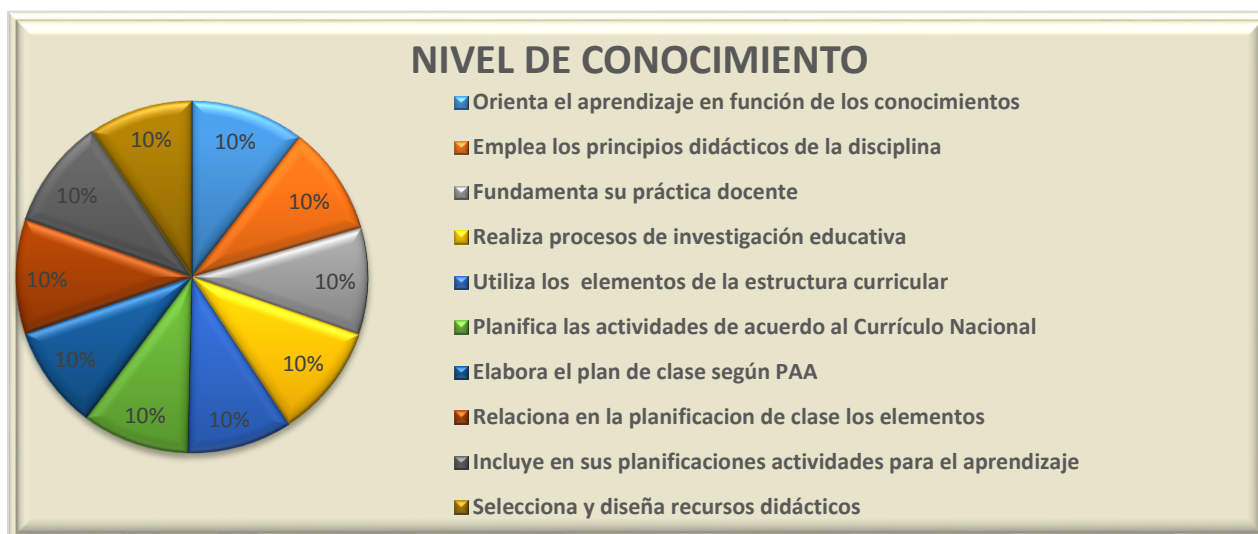 NIVEL DE CONOCIMIENTO
Orienta el aprendizaje en función de los conocimientos
Emplea los principios didácticos de la disciplina
Fundamenta su práctica docente
Realiza procesos de investigación educativa
Utiliza los elementos de la estructura curricular
Planifica las actividades de acuerdo al Currículo Nacional
Elabora el plan de clase según PAA
Relaciona en la planificacion de clase los elementos
Incluye en sus planificaciones actividades para el aprendizaje
Selecciona y diseña recursos didácticos
10%
10%
10%
10%
10%
10%
10%
10%
10%
10%